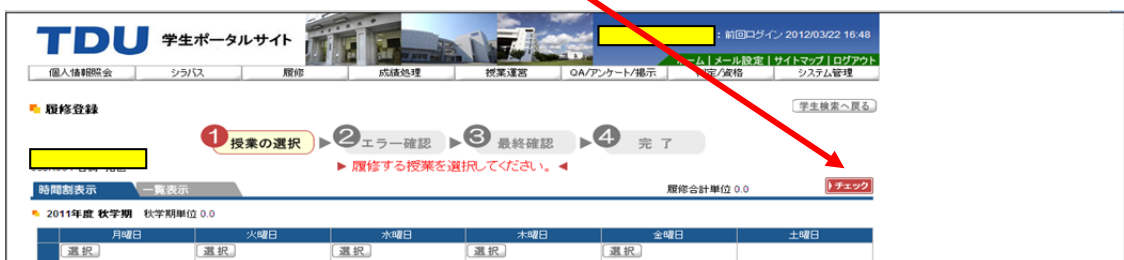 TDU 学生ポータルサイト
: 前回ログイン 2012/03/22 16:48
ホーム | メール設定 | サイトマップ | ログアウト
個人情報照会 シラバス 履修 成績処理 授業運営 QA/アンケート/掲示 /資格 システム管理
履修登録 学生検索へ戻る
1 授業の選択 2 エラー確認 3 最終確認 4 完了
履修する授業を選択してください。
時間割表示 一覧表示 履修合計単位 0.0 チェック
2011年度 秋学期 秋学期単位 0.0
月曜日 火曜日 水曜日 木曜日 金曜日 土曜日
選択 選択 選択 選択 選択